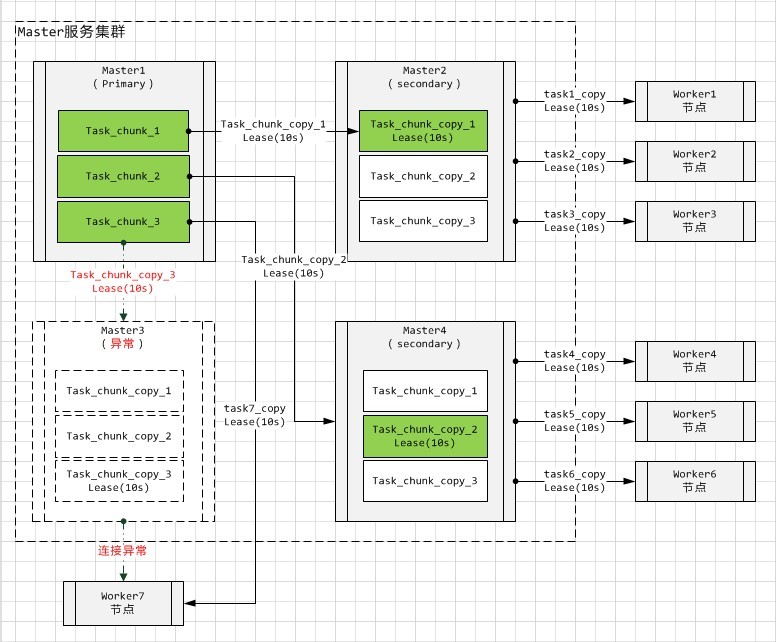 Master服务集群
Master1
( Primary )
Task_chunk_1
Task_chunk_2
Task_chunk_3
Task_chunk_copy_1
Lease(10s)
Master2
( secondary )
Task_chunk_copy_1
Lease(10s)
Task_chunk_copy_2
Task_chunk_copy_3
task1_copy
Lease(10s)
Worker1
节点
task2_copy
Lease(10s)
Worker2
节点
task3_copy
Lease(10s)
Worker3
节点
Task_chunk_copy_2
Lease(10s)
Task_chunk_copy_3
Lease(10s)
Master3
( 异常 )
Task_chunk_copy_1
Task_chunk_copy_2
Task_chunk_copy_3
Lease(10s)
task7_copy
Lease(10s)
Master4
( secondary )
Task_chunk_copy_1
Task_chunk_copy_2
Lease(10s)
Task_chunk_copy_3
task4_copy
Lease(10s)
Worker4
节点
task5_copy
Lease(10s)
Worker5
节点
task6_copy
Lease(10s)
Worker6
节点
连接异常
Worker7
节点